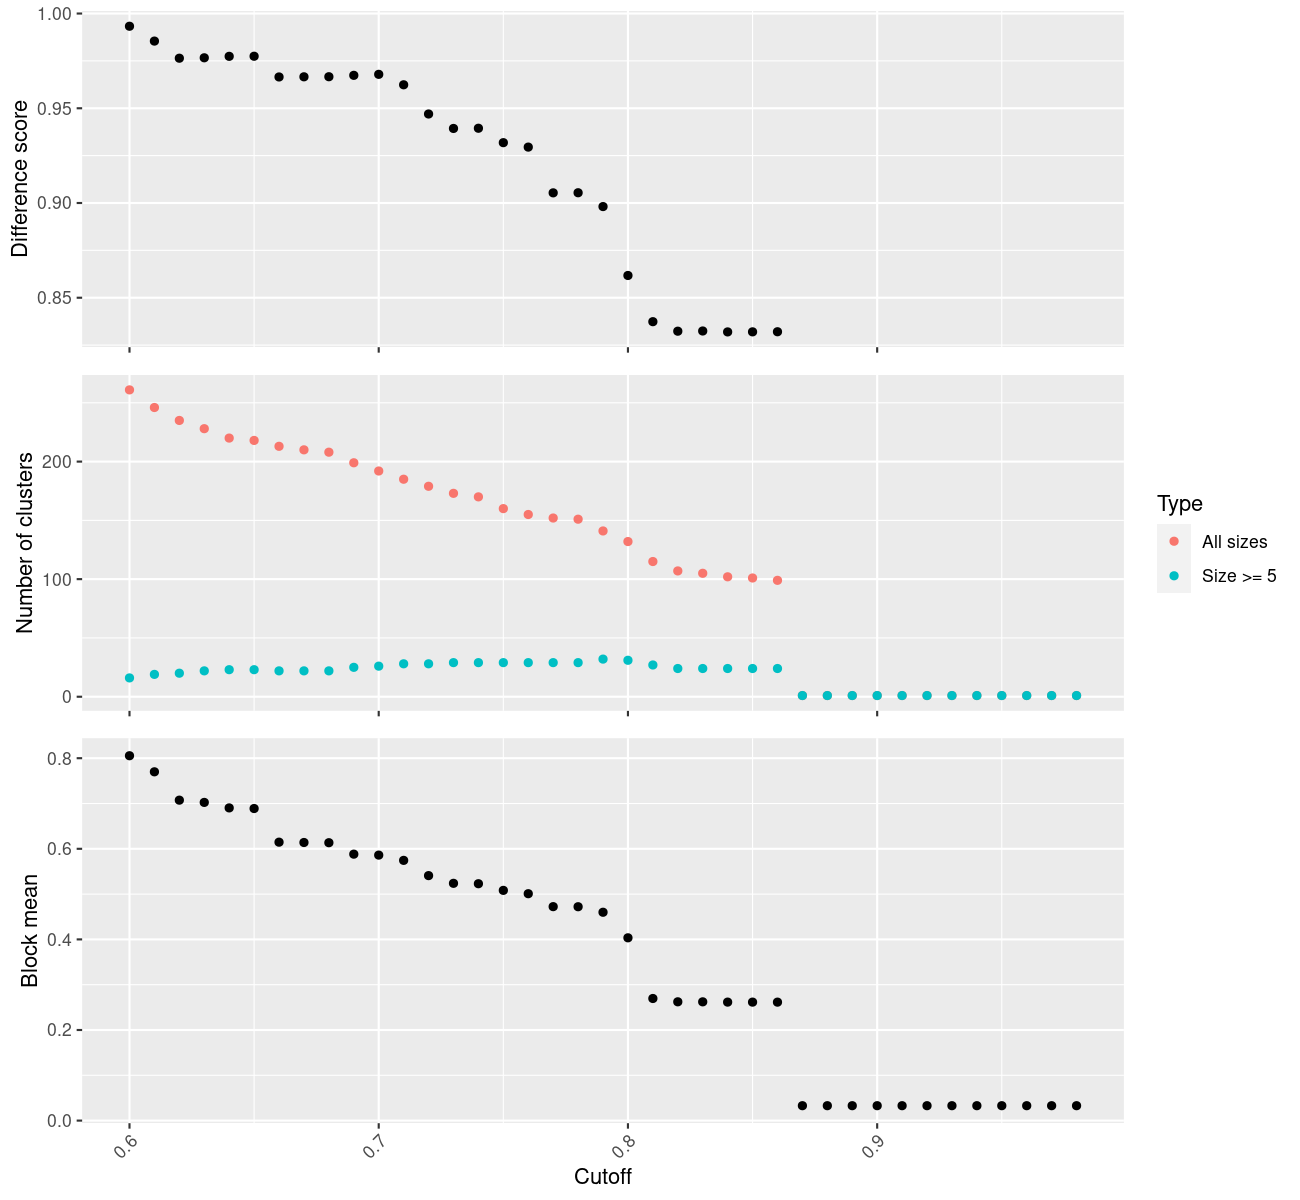 Difference score
1.00
0.95
0.90
0.85
Number of clusters
200
100
0
Type
All sizes
Size >= 5
Block mean
0.8
0.6
0.4
0.2
0.0
0.6 0.7 0.8 0.9
Cutoff